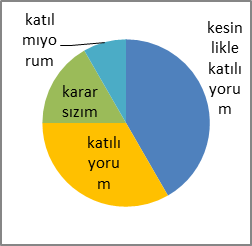 katıl
mıyo
rum
kesin
likle
katılı
yoru
m
karar
sızım
katılı
yoru
m